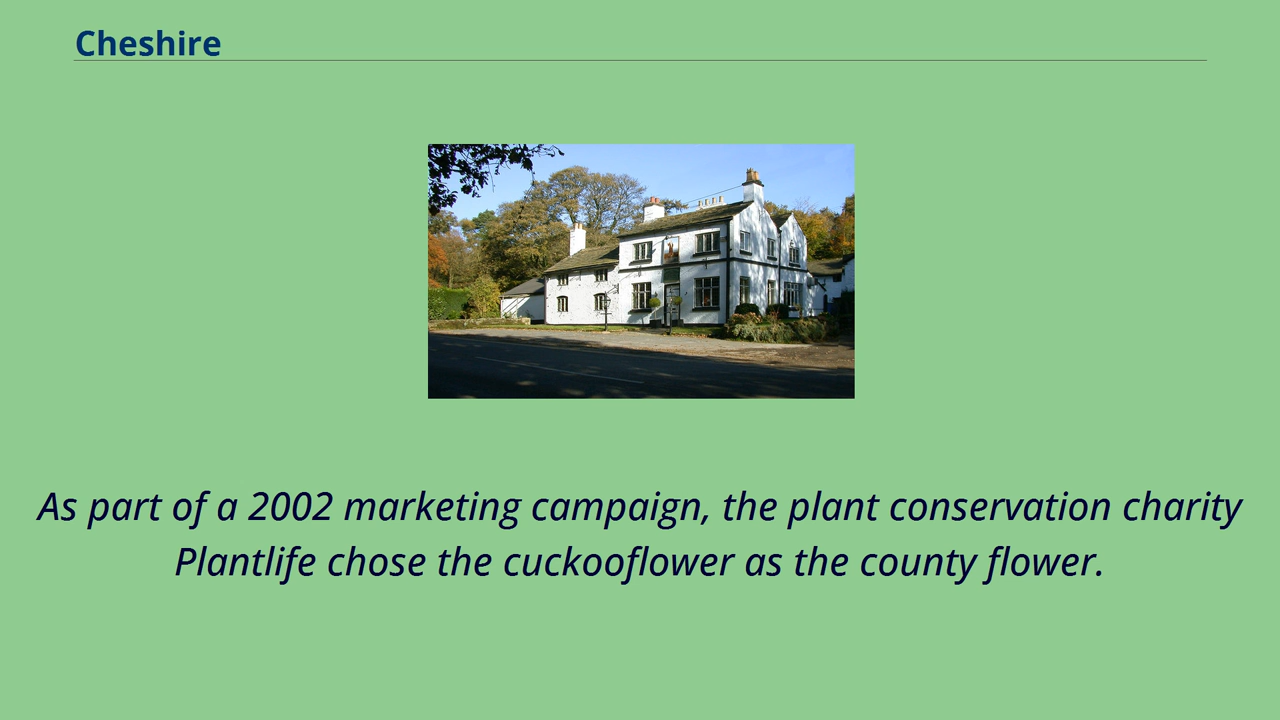 Cheshire
As part of a 2002 marketing campaign, the plant conservation charity
Plantlife chose the cuckooflower as the county flower.